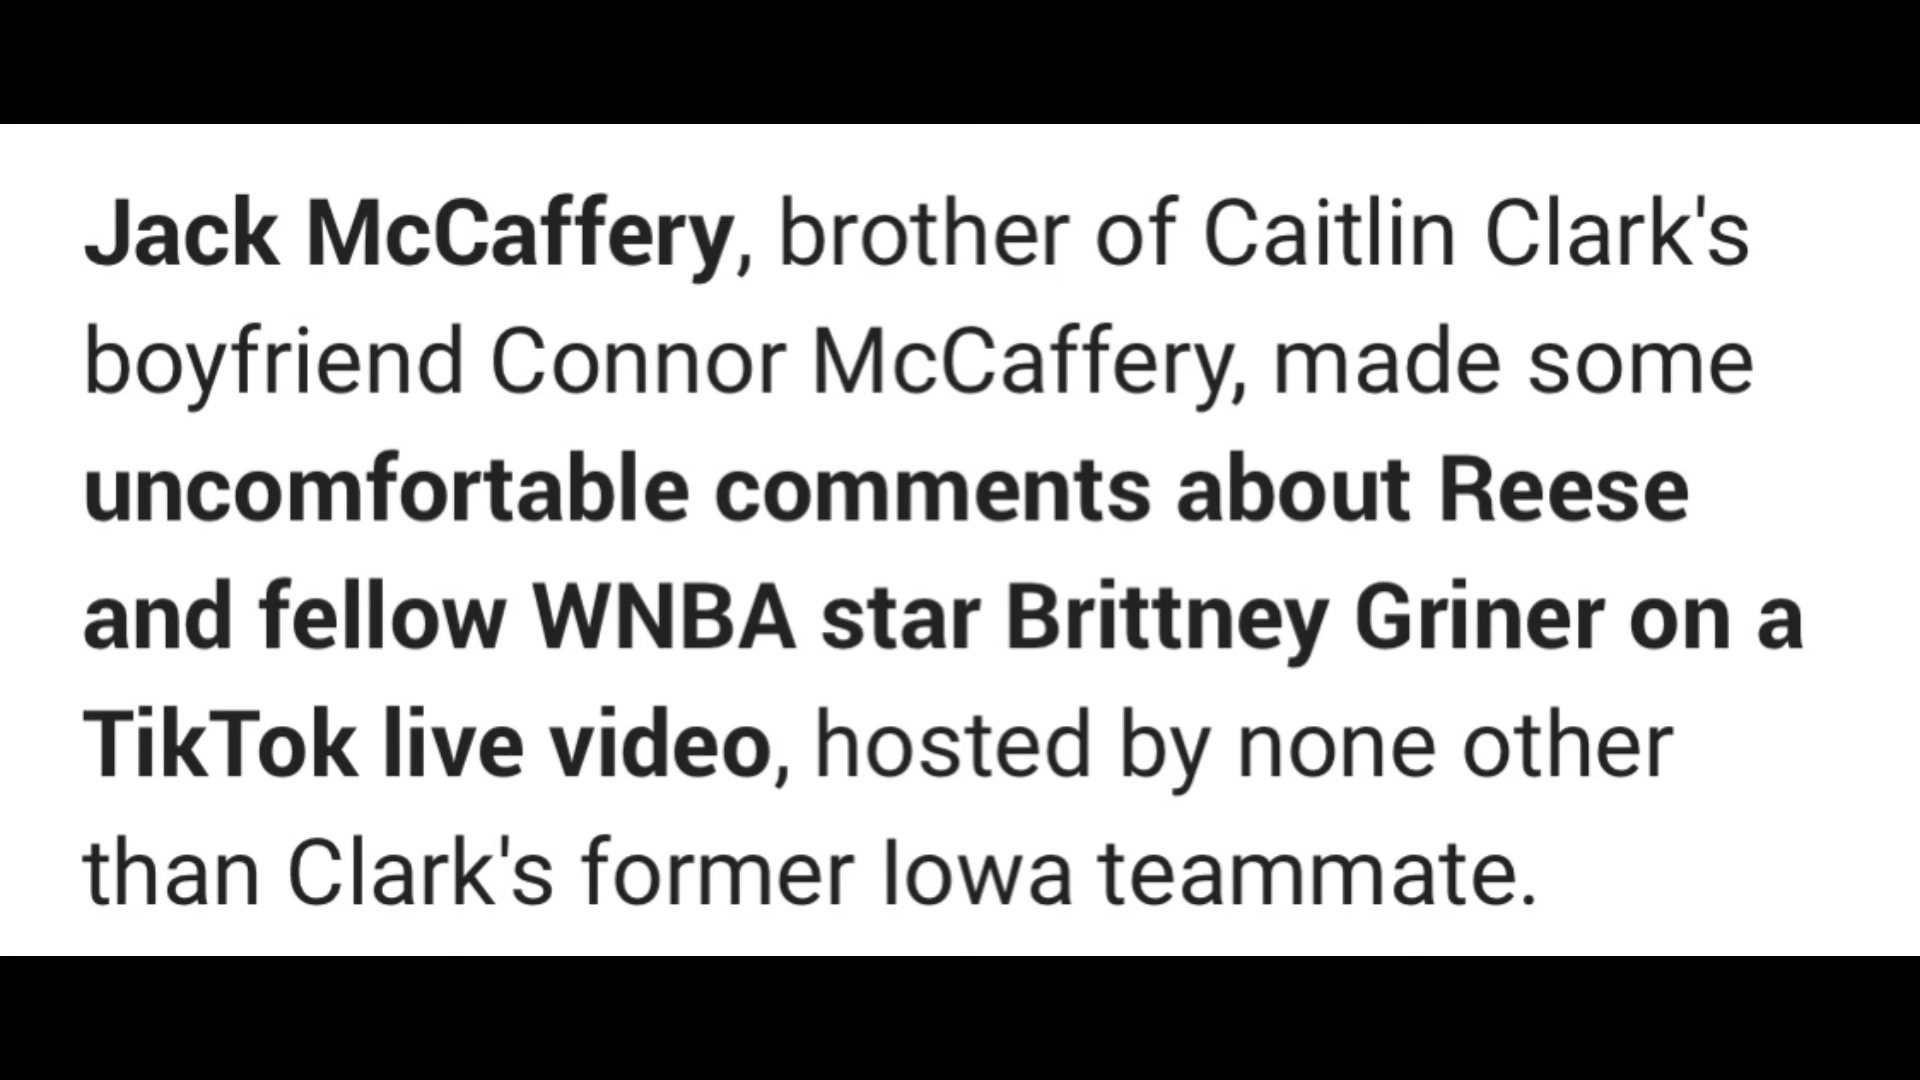 Jack McCaffery, brother of Caitlin Clark's
boyfriend Connor McCaffery, made some
uncomfortable comments about Reese
and fellow WNBA star Brittney Griner on a
TikTok live video, hosted by none other
than Clark's former Iowa teammate.